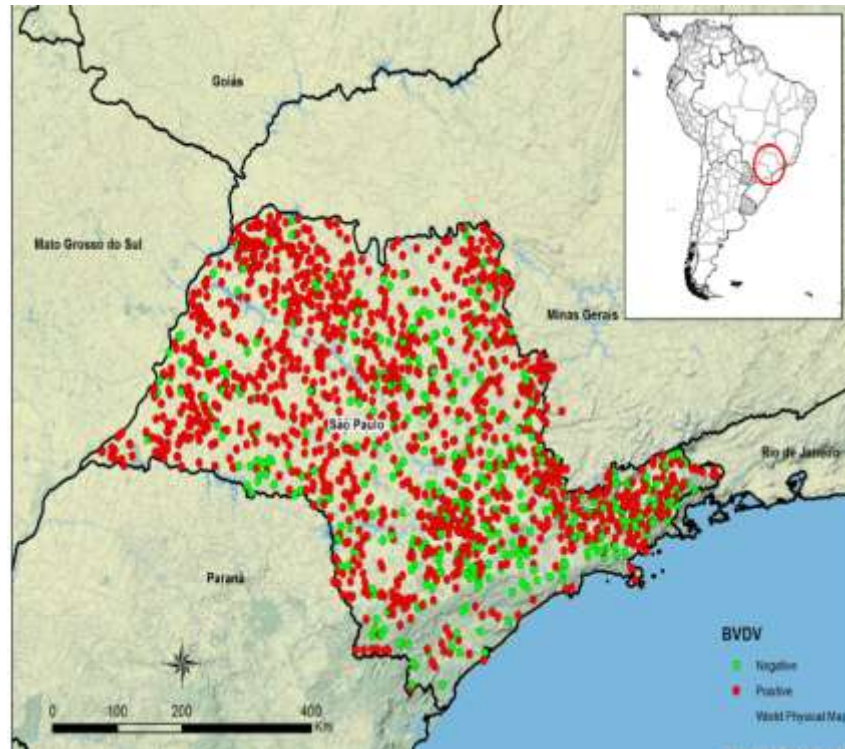 Goiás
Mato Grosso do Sul
Minas Gerais
São Paulo
Rio de Janeiro
Paraná
BVDV
Negative
Positive
World Physical Map
0 100 200 400
Km